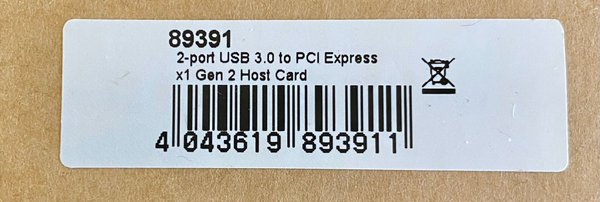 89391
2-port USB 3.0 to PCI Express
x1 Gen 2 Host Card
4 043619 893911